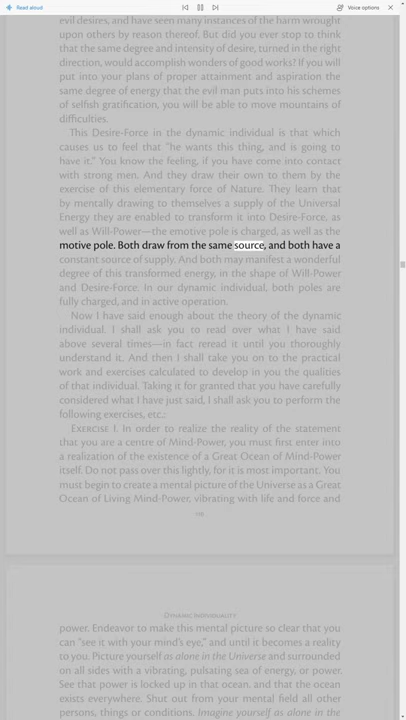 Read aloud
Voice options
evil desires, and have seen many instances of the harm wrought
upon others by reason thereof. But did you ever stop to think
that the same degree and intensity of desire, turned in the right
direction, would accomplish wonders of good works? If you will
put into your plans of proper attainment and aspiration the
same degree of energy that the evil man puts into his schemes
of selfish gratification, you will be able to move mountains of
difficulties.
This Desire-Force in the dynamic individual is that which
causes us to feel that "he wants this thing, and is going to
have it." You know the feeling, if you have come into contact
with strong men. And they draw their own to them by the
exercise of this elementary force of Nature. They learn that
by mentally drawing to themselves a supply of the Universal
Energy they are enabled to transform it into Desire-Force, as
well as Will-Power—the emotive pole is charged, as well as the
motive pole. Both draw from the same source, and both have a
constant source of supply. And both may manifest a wonderful
degree of this transformed energy, in the shape of Will-Power
and Desire-Force. In our dynamic individual, both poles are
fully charged, and in active operation.
Now I have said enough about the theory of the dynamic
individual. I shall ask you to read over what I have said
above several times—in fact reread it until you thoroughly
understand it. And then I shall take you on to the practical
work and exercises calculated to develop in you the qualities
of that individual. Taking it for granted that you have carefully
considered what I have just said, I shall ask you to perform the
following exercises, etc.:
Exercise I. In order to realize the reality of the statement
that you are a centre of Mind-Power, you must first enter into
a realization of the existence of a Great Ocean of Mind-Power
itself. Do not pass over this lightly, for it is most important. You
must begin to create a mental picture of the Universe as a Great
Ocean of Living Mind-Power, vibrating with life and force and
Dynamic Individuality
power. Endeavor to make this mental picture so clear that you
can "see it with your mind's eye," and until it becomes a reality
to you. Picture yourself as alone in the Universe and surrounded
on all sides with a vibrating, pulsating sea of energy, or power.
See that power is locked up in that ocean, and that the ocean
exists everywhere. Shut out from your mental field all other
persons, things or conditions. Imagine yourself as alone in the